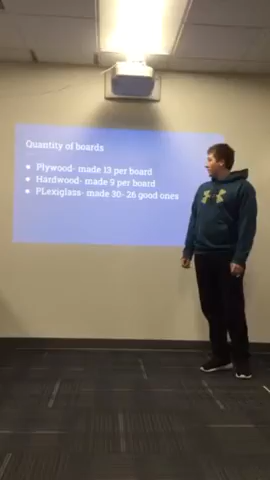 Quantity of boards
● Plywood- made 13 per board
● Hardwood- made 9 per board
● PLexiglass- made 30- 26 good ones